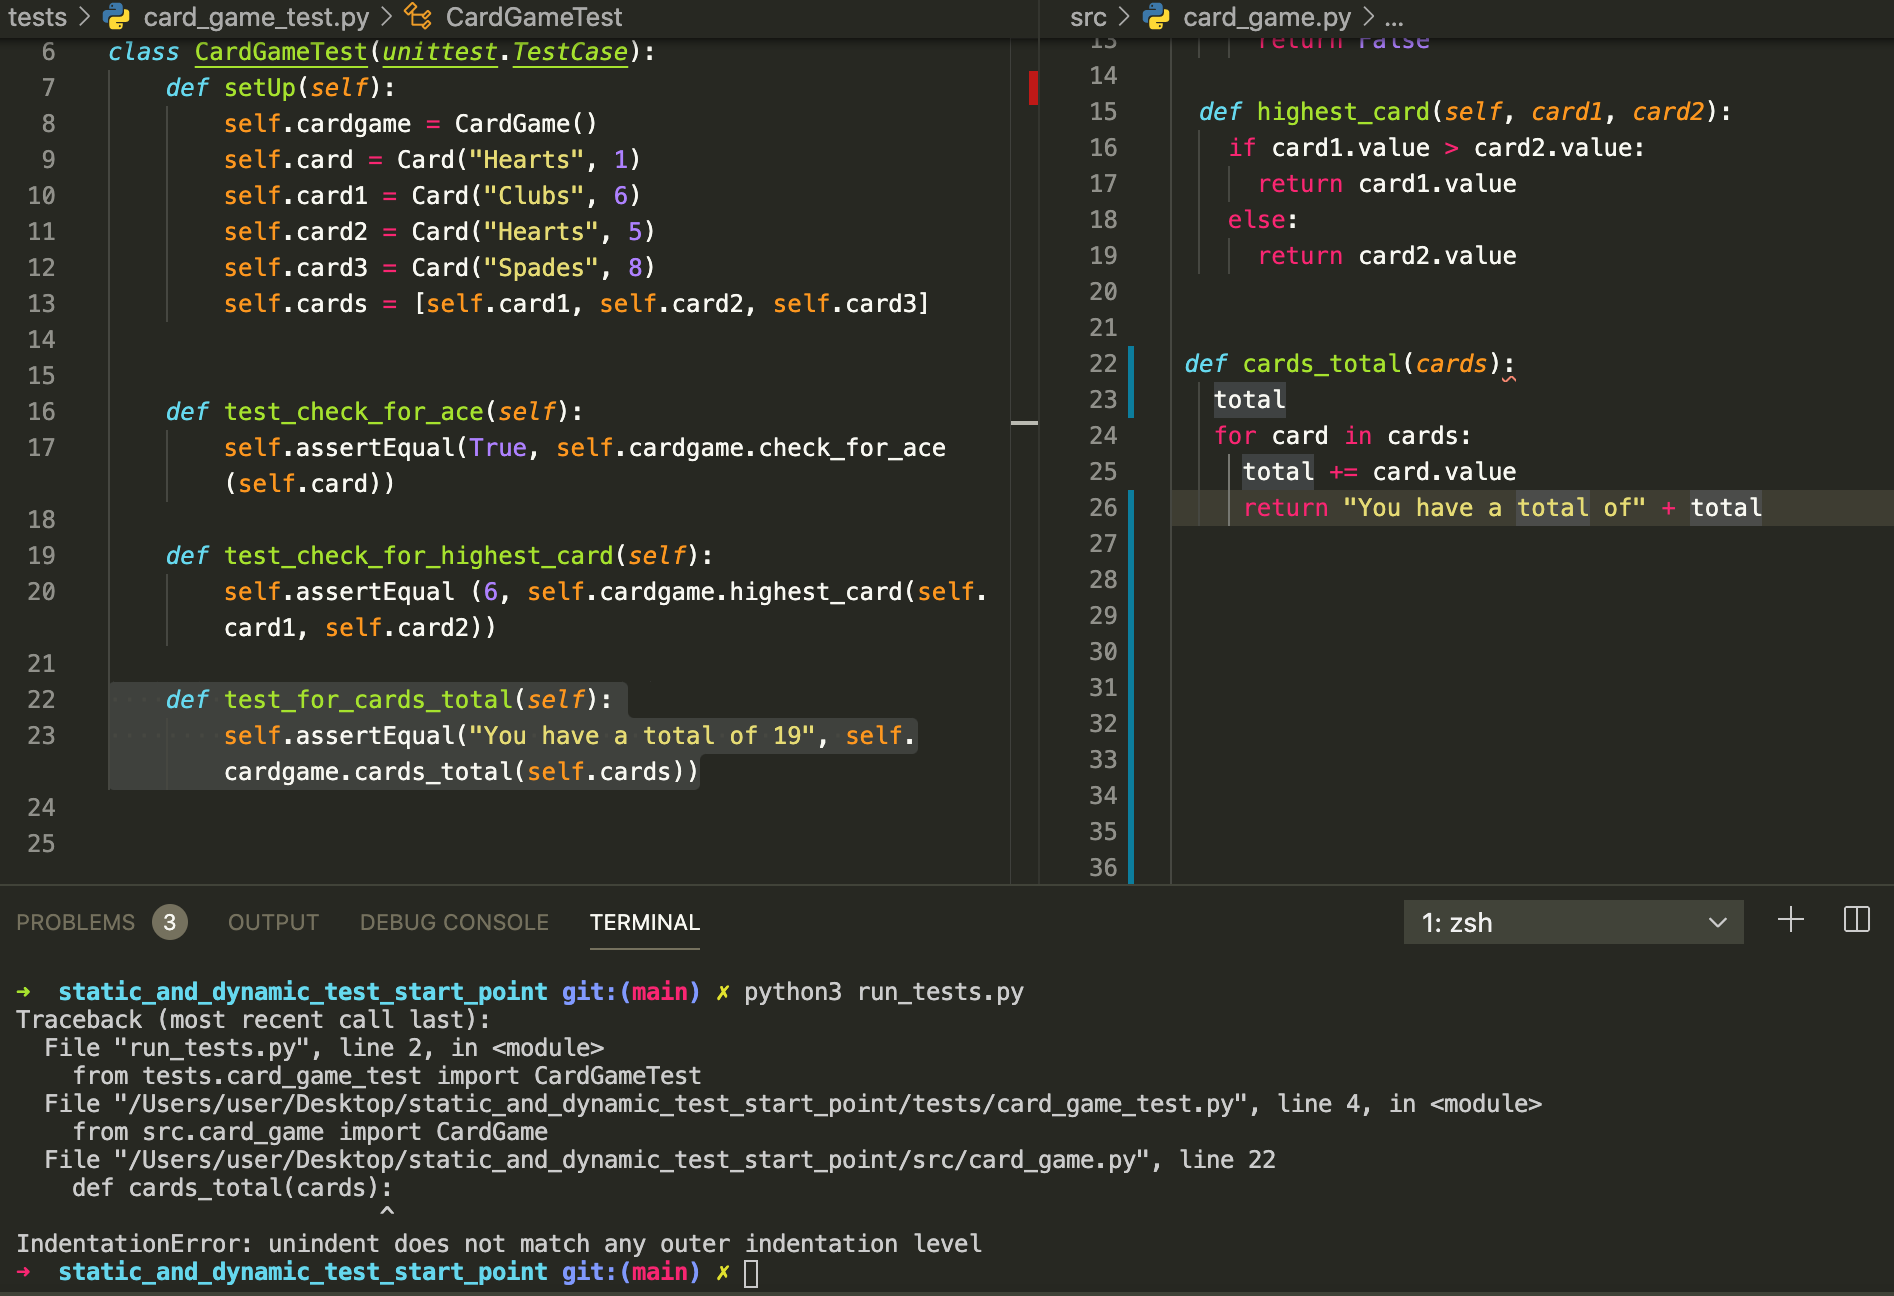 tests > card_game_test.py > CardGameTest
6 class CardGameTest(unittest.TestCase):
7 def setUp(self):
8 self.cardgame = CardGame()
9 self.card = Card("Hearts", 1)
10 self.card1 = Card("Clubs", 6)
11 self.card2 = Card("Hearts", 5)
12 self.card3 = Card("Spades", 8)
13 self.cards = [self.card1, self.card2, self.card3]
14
15
16 def test_check_for_ace(self):
17 self.assertEqual(True, self.cardgame.check_for_ace
(self.card))
18
19 def test_check_for_highest_card(self):
20 self.assertEqual (6, self.cardgame.highest_card(self.
card1, self.card2))
21
22 def test_for_cards_total(self):
23 self.assertEqual("You have a total of 19", self.
cardgame.cards_total(self.cards))
24
25
src > card_game.py > ...
13 return False
14
15 def highest_card(self, card1, card2):
16 if card1.value > card2.value:
17 return card1.value
18 else:
19 return card2.value
20
21
22 def cards_total(cards):
23 total
24 for card in cards:
25 total += card.value
26 return "You have a total of" + total
27
28
29
30
31
32
33
34
35
36
PROBLEMS 3 OUTPUT DEBUG CONSOLE TERMINAL 1: zsh
➜ static_and_dynamic_test_start_point git:(main) ✗ python3 run_tests.py
Traceback (most recent call last):
File "run_tests.py", line 2, in <module>
from tests.card_game_test import CardGameTest
File "/Users/user/Desktop/static_and_dynamic_test_start_point/tests/card_game_test.py", line 4, in <module>
from src.card_game import CardGame
File "/Users/user/Desktop/static_and_dynamic_test_start_point/src/card_game.py", line 22
def cards_total(cards):
^
IndentationError: unindent does not match any outer indentation level
➜ static_and_dynamic_test_start_point git:(main) ✗